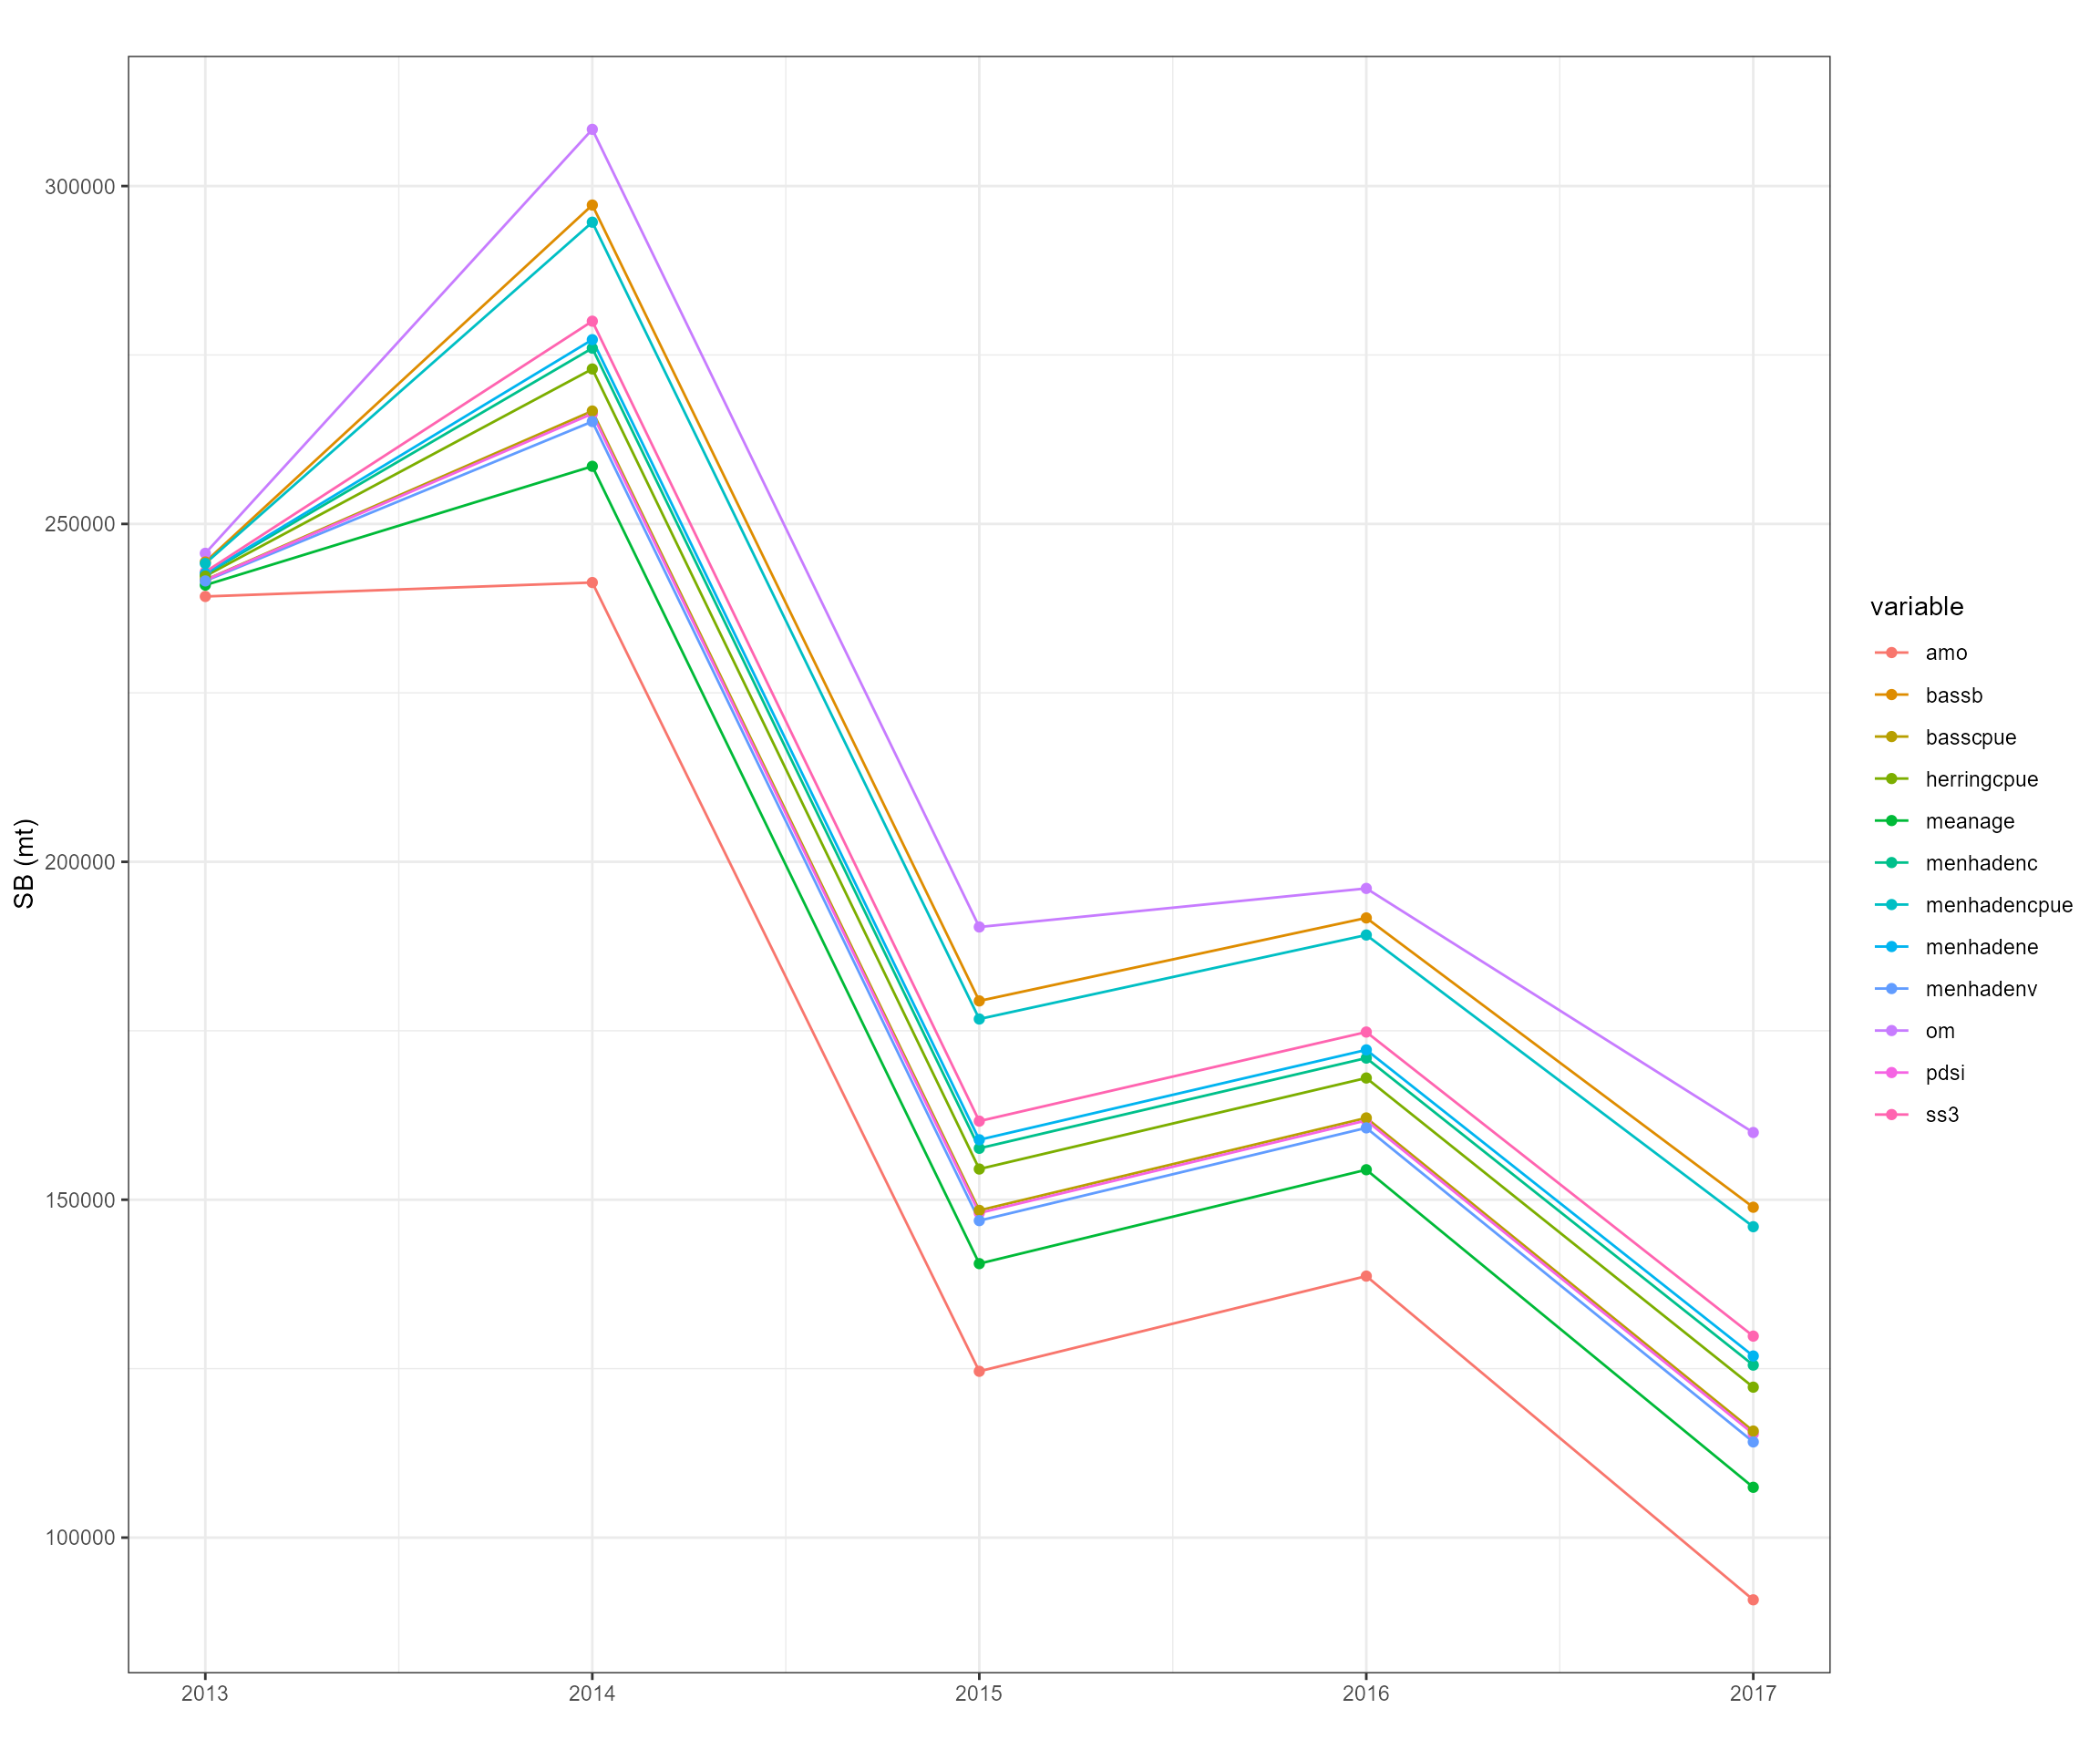 300000
250000
200000
150000
100000
SB (mt)
2013
2014
2015
2016
2017
variable
amo
bassb
basscpue
herringcpue
meanage
menhadenc
menhadencpue
menhadene
menhadenv
om
pdsi
ss3